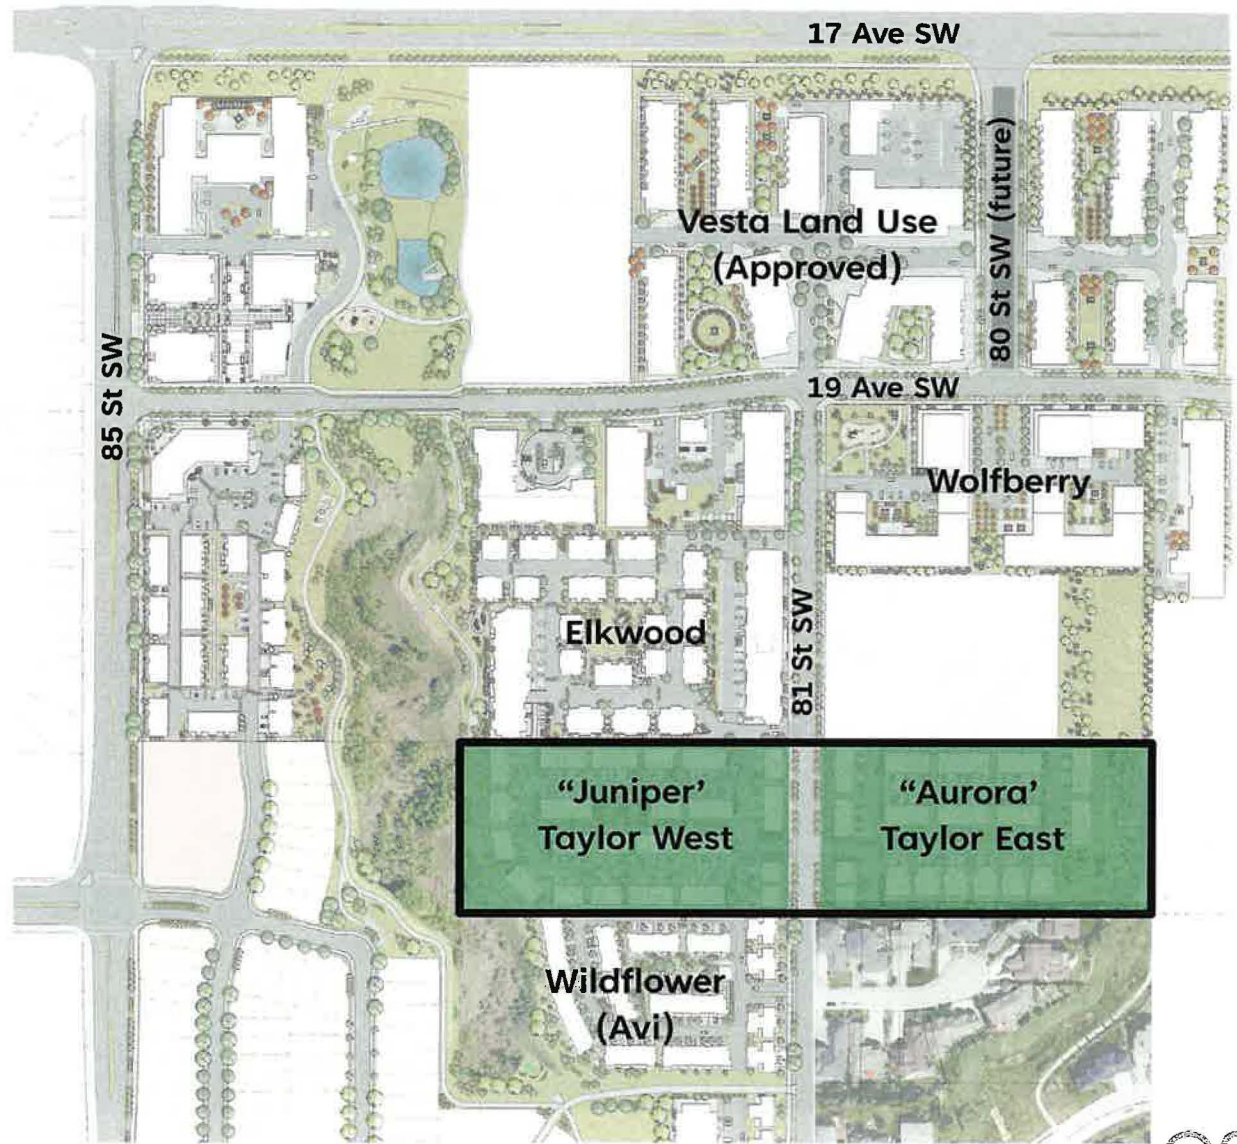 17 Ave SW
Vesta Land Use
(Approved)
80 St SW (future)
85 St SW
19 Ave SW
Wolfberry
Elkwood
81 St SW
“Juniper’
Taylor West
“Aurora’
Taylor East
Wildflower
(Avi)